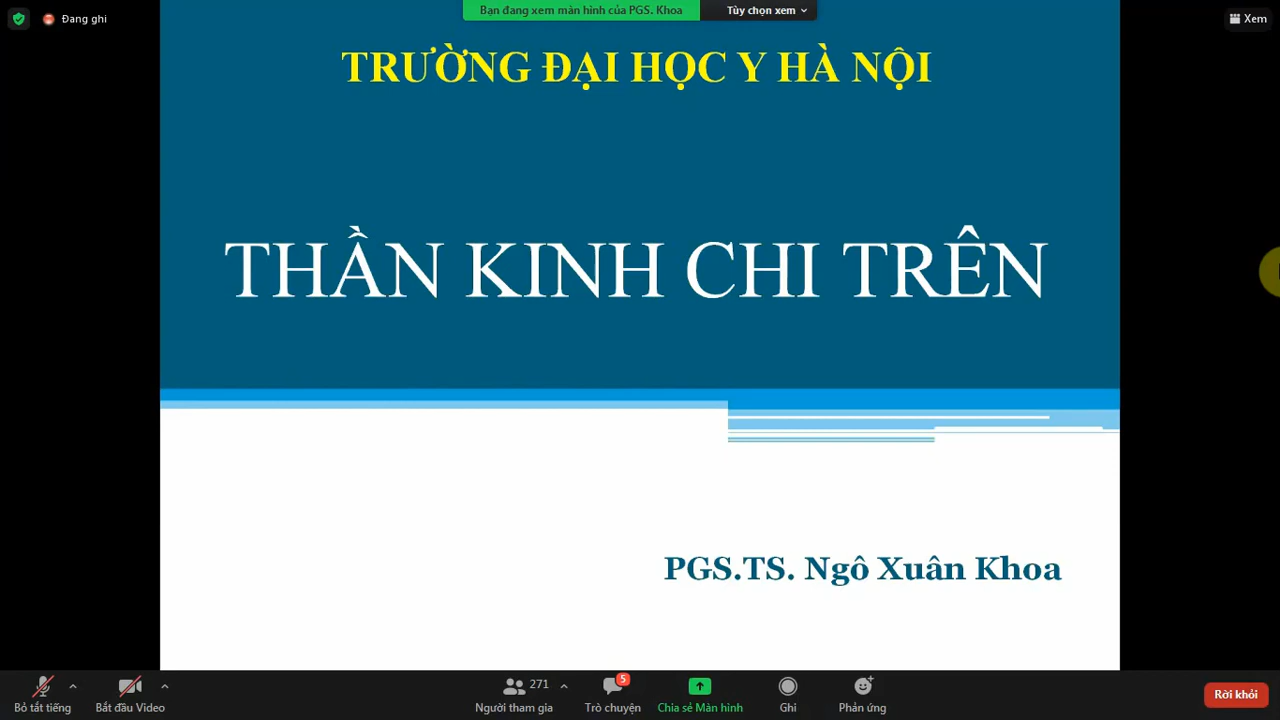 Đang ghi
Bạn đang xem màn hình của PGS. Khoa
Tùy chọn xem
Xem
TRƯỜNG ĐẠI HỌC Y HÀ NỘI
THẦN KINH CHI TRÊN
PGS.TS. Ngô Xuân Khoa
271
5
Bỏ tắt tiếng
Bắt đầu Video
Người tham gia
Trò chuyện
Chia sẻ Màn hình
Ghi
Phản ứng
Rời khỏi